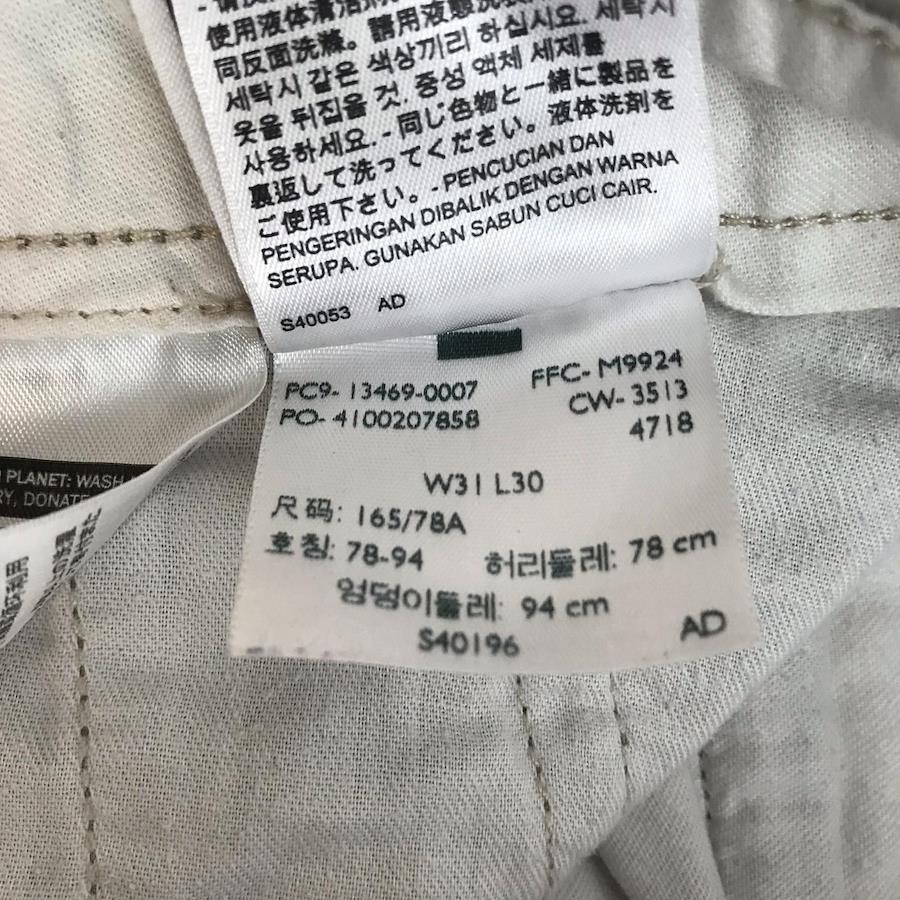 使用液体清洁剂
同反面洗滌。請用液態洗衣
세탁시 같은 색상끼리 하십시오. 세탁시
옷을 뒤집을 것. 중성 액체 세제를
사용하세요. - 同じ色物と一緒に製品を
裏返して洗ってください。液体洗剤を
ご使用下さい。- PENCUCIAN DAN
PENGERINGAN DIBALIK DENGAN WARNA
SERUPA. GUNAKAN SABUN CUCI CAIR.
S40053 AD
PC9- 13469-0007 FFC- M9924
PO- 4100207858 CW- 3513
4718
W31 L30
尺码: 165/78A
호칭: 78-94 허리둘레: 78 cm
엉덩이둘레: 94 cm
S40196 AD
PLANET: WASH
RY, DONATE